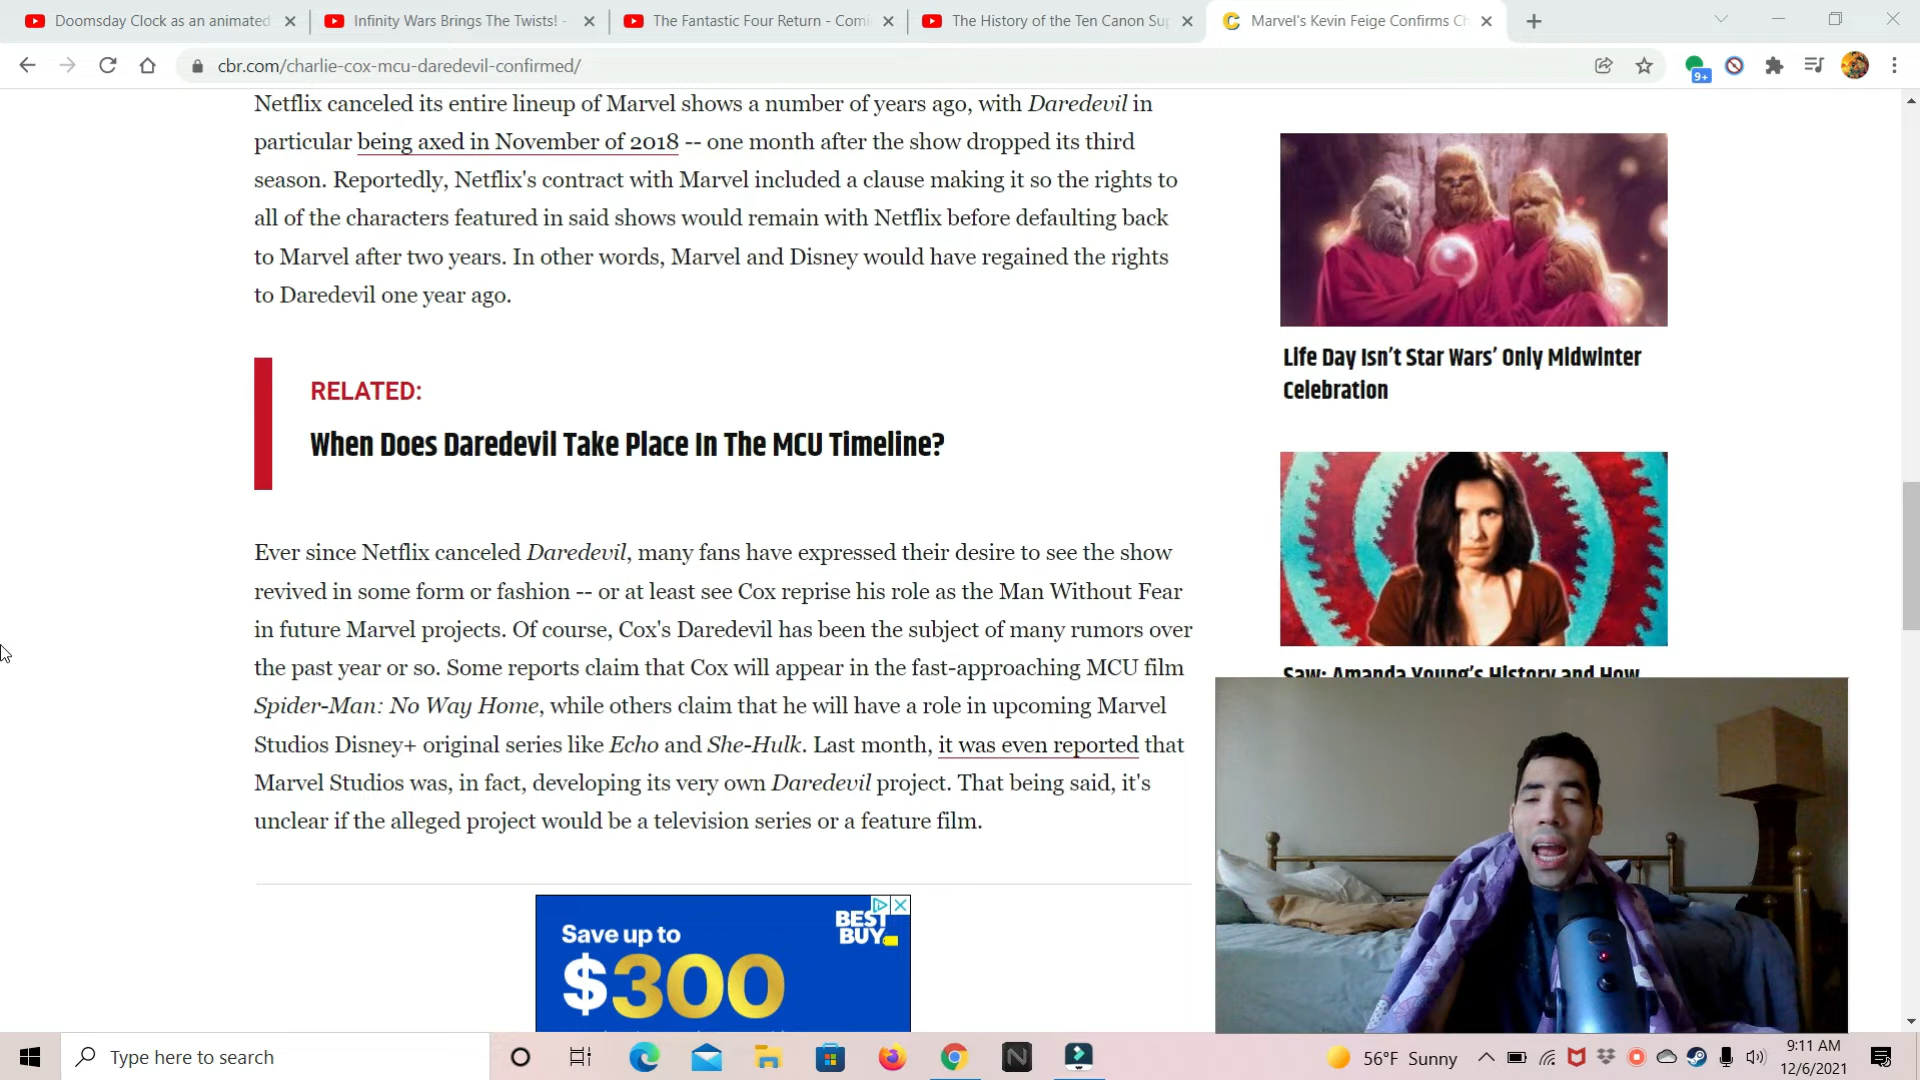 Doomsday Clock as an animated
Infinity Wars Brings The Twists! -
The Fantastic Four Return - Comi
The History of the Ten Canon Sup
Marvel's Kevin Feige Confirms Ch
cbr.com/charlie-cox-mcu-daredevil-confirmed/
9+
Netflix canceled its entire lineup of Marvel shows a number of years ago, with Daredevil in
particular being axed in November of 2018 -- one month after the show dropped its third
season. Reportedly, Netflix's contract with Marvel included a clause making it so the rights to
all of the characters featured in said shows would remain with Netflix before defaulting back
to Marvel after two years. In other words, Marvel and Disney would have regained the rights
to Daredevil one year ago.
RELATED:
When Does Daredevil Take Place In The MCU Timeline?
Ever since Netflix canceled Daredevil, many fans have expressed their desire to see the show
revived in some form or fashion -- or at least see Cox reprise his role as the Man Without Fear
in future Marvel projects. Of course, Cox's Daredevil has been the subject of many rumors over
the past year or so. Some reports claim that Cox will appear in the fast-approaching MCU film
Spider-Man: No Way Home, while others claim that he will have a role in upcoming Marvel
Studios Disney+ original series like Echo and She-Hulk. Last month, it was even reported that
Marvel Studios was, in fact, developing its very own Daredevil project. That being said, it's
unclear if the alleged project would be a television series or a feature film.
Save up to
$300
BEST
BUY
Life Day Isn't Star Wars' Only Midwinter
Celebration
Saw: Amanda Young's History and How
Type here to search
N
56°F Sunny
9:11 AM
12/6/2021